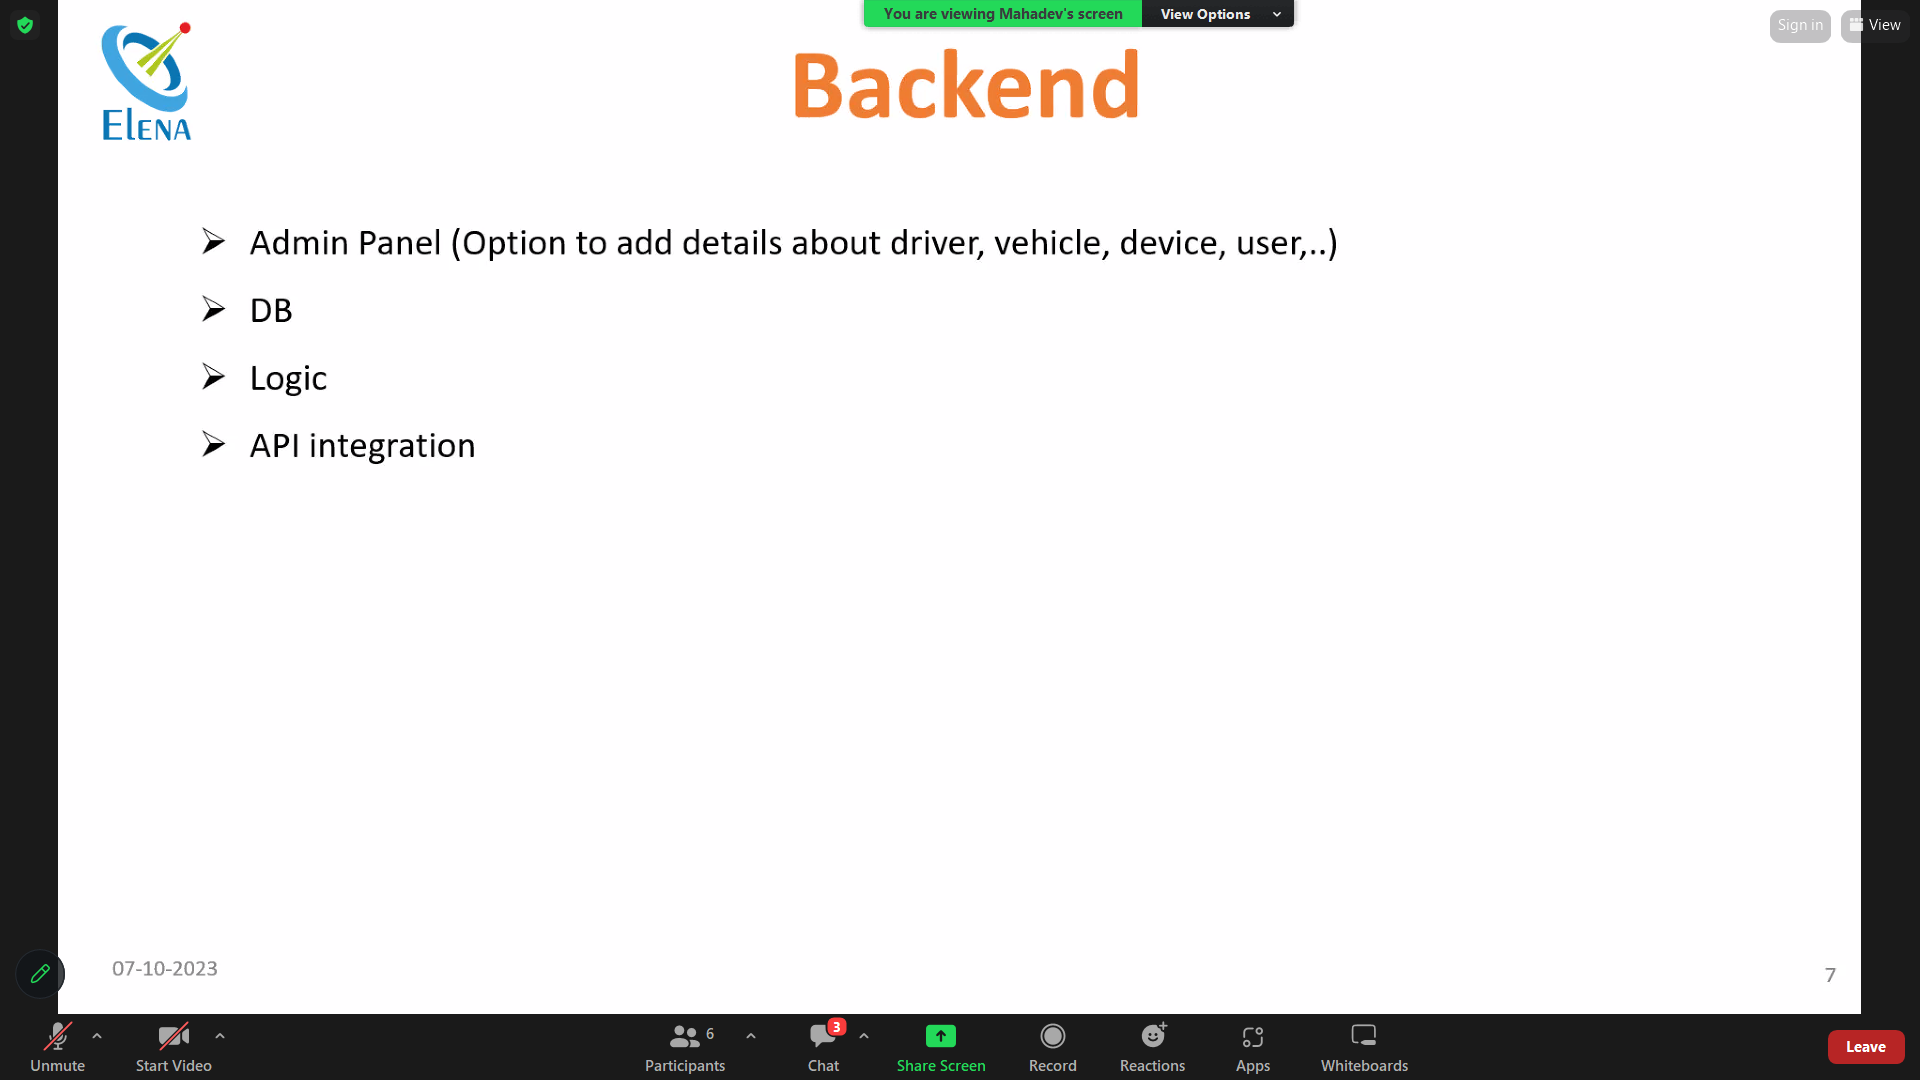 You are viewing Mahadev's screen View Options
Sign in View
ElENA
Backend
Admin Panel (Option to add details about driver, vehicle, device, user,..)
DB
Logic
API integration
07-10-2023
7
6
3
Unmute Start Video Participants Chat Share Screen Record Reactions Apps Whiteboards Leave